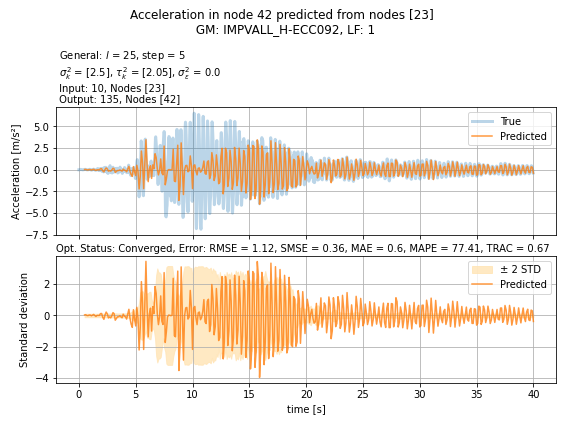 Acceleration in node 42 predicted from nodes [23]
GM: IMPVALL_H-ECC092, LF: 1
General: l = 25, step = 5
σ²ₖ = [2.5], τ²ₖ = [2.05], σ²ε = 0.0
Input: 10, Nodes [23]
Output: 135, Nodes [42]
Acceleration [m/s²]
5.0
2.5
0.0
−2.5
−5.0
−7.5
True
Predicted
Opt. Status: Converged, Error: RMSE = 1.12, SMSE = 0.36, MAE = 0.6, MAPE = 77.41, TRAC = 0.67
Standard deviation
2
0
−2
−4
± 2 STD
Predicted
0 5 10 15 20 25 30 35 40
time [s]